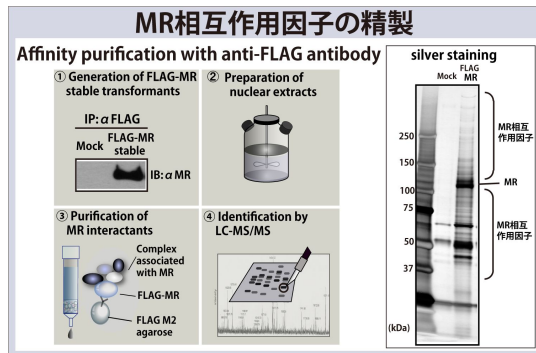 MR相互作用因子の精製
Affinity purification with anti-FLAG antibody
① Generation of FLAG-MR
stable transformants
IP: α FLAG
Mock
FLAG-MR
stable
IB: α MR
② Preparation of
nuclear extracts
③ Purification of
MR interactants
Complex
associated
with MR
FLAG-MR
FLAG M2
agarose
④ Identification by
LC-MS/MS
silver staining
Mock
FLAG
MR
250
150
100
75
50
37
(kDa)
MR相互
作用因子
MR
MR相互
作用因子